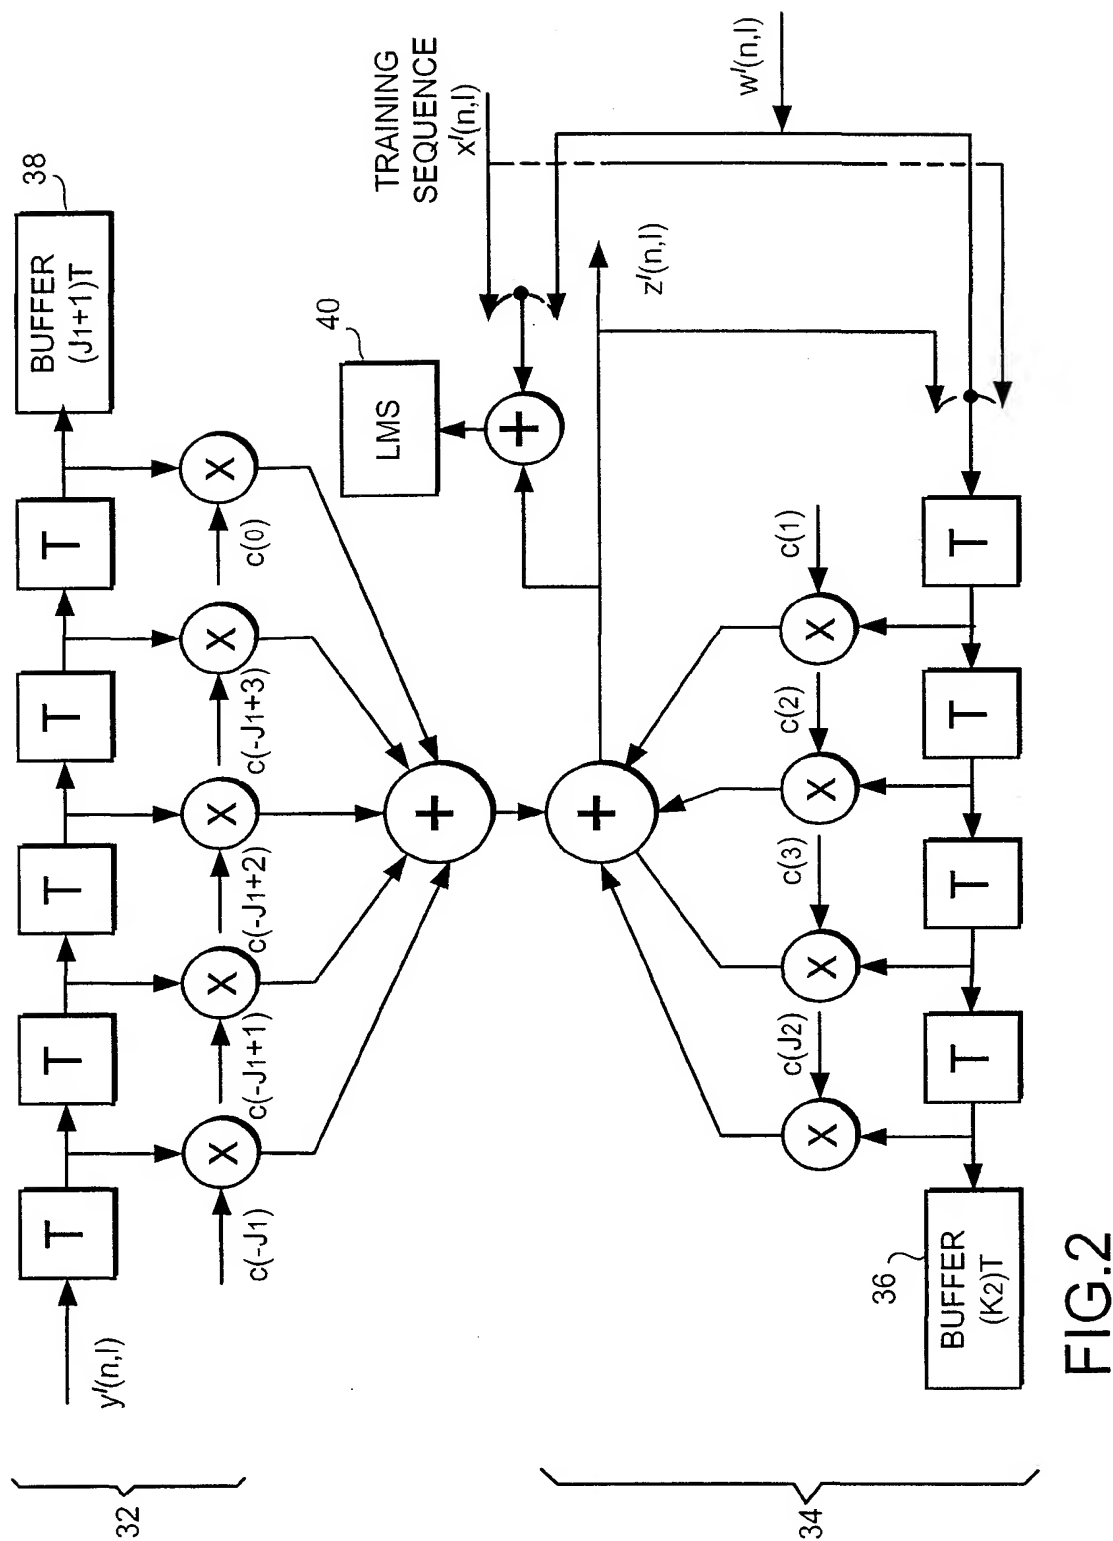 y'(n,l)
T
T
T
T
T
BUFFER
(J1+1)T
38
X
X
X
X
X
c(-J1)
c(-J1+1)
c(-J1+2)
c(-J1+3)
c(0)
32
+
LMS
40
+
TRAINING
SEQUENCE
x'(n,l)
+
z'(n,l)
w'(n,l)
c(J2)
c(3)
c(2)
c(1)
X
X
X
X
BUFFER
(K2)T
36
T
T
T
T
34
FIG.2